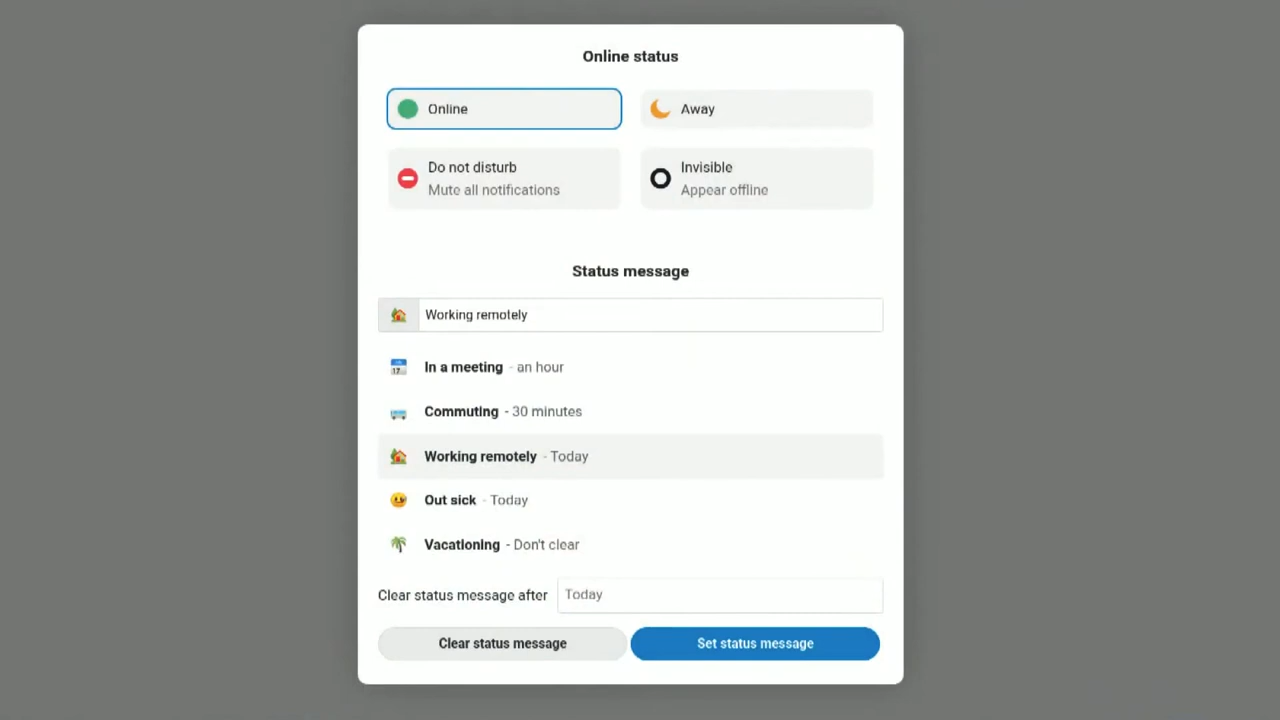 Online status
Online
Away
Do not disturb
Mute all notifications
Invisible
Appear offline
Status message
Working remotely
17
In a meeting - an hour
Commuting - 30 minutes
Working remotely - Today
Out sick - Today
Vacationing - Don't clear
Clear status message after Today
Clear status message
Set status message